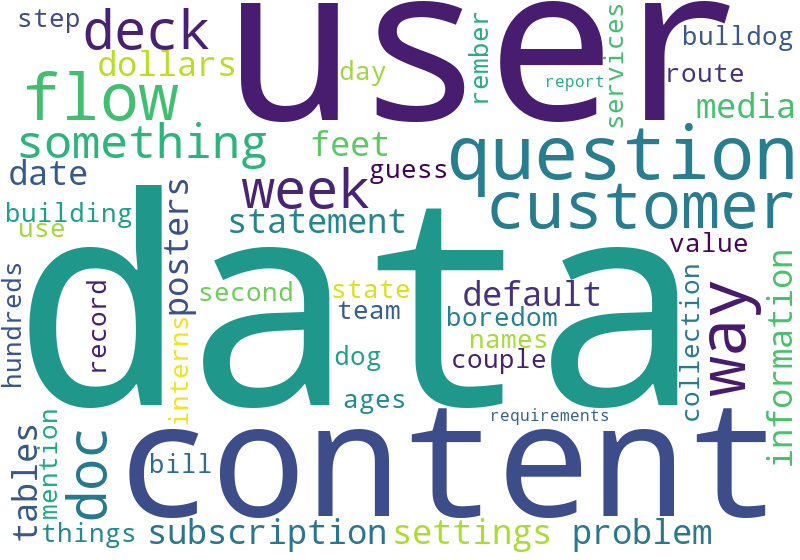 step
deck
user
rember
services
bulldog
dollars
day
report
route
flow
media
something
feet
question
guess
date
week
customer
building
posters
statement
use
value
data
hundreds
record
second
state
default
way
information
team
boredom
collection
interns
names
dog
couple
ages
content
requirements
tables
mention
doc
bill
things
subscription
settings
problem